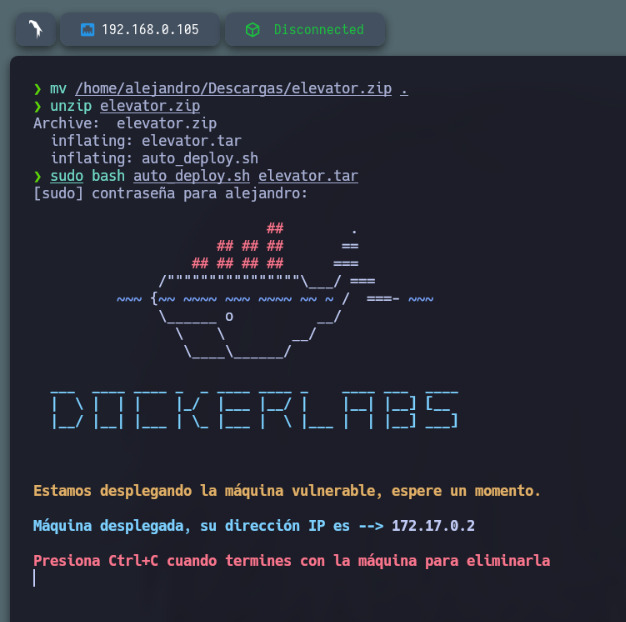 192.168.0.105
Disconnected
❯ mv /home/alejandro/Descargas/elevator.zip .
❯ unzip elevator.zip
Archive:  elevator.zip
  inflating: elevator.tar
  inflating: auto_deploy.sh
❯ sudo bash auto_deploy.sh elevator.tar
[sudo] contraseña para alejandro:
                            ##        .
                      ## ## ##       ==
                   ## ## ## ##      ===
               /""""""""""""""""\___/ ===
          ~~~ {~~ ~~~~ ~~~ ~~~~ ~~ ~ /  ===- ~~~
               \______ o          __/
                 \    \        __/
                  \____\______/
DOCKERLABS
Estamos desplegando la máquina vulnerable, espere un momento.
Máquina desplegada, su dirección IP es --> 172.17.0.2
Presiona Ctrl+C cuando termines con la máquina para eliminarla